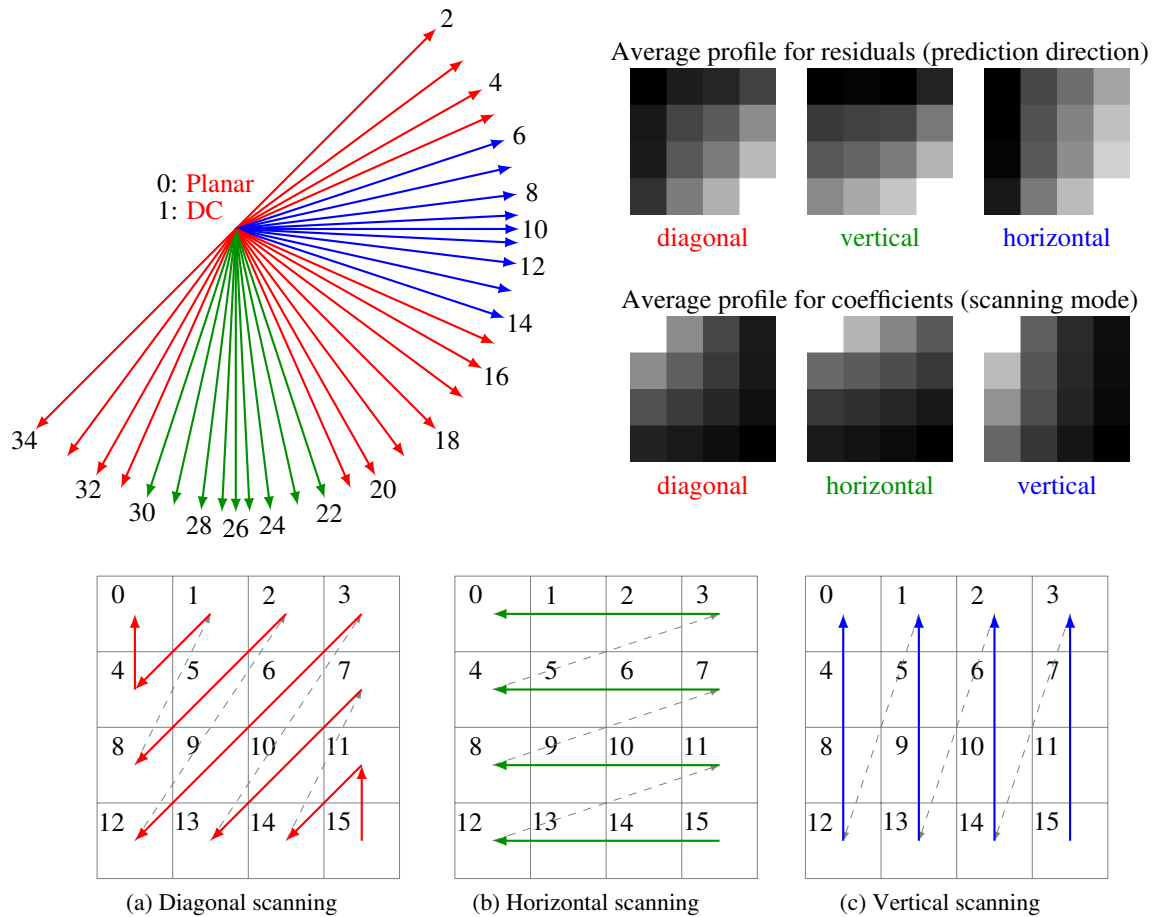 2
4
6
8
10
12
14
16
18
20
22
24
26
28
30
32
34
0: Planar
1: DC
Average profile for residuals (prediction direction)
diagonal vertical horizontal
Average profile for coefficients (scanning mode)
diagonal horizontal vertical
0 1 2 3
4 5 6 7
8 9 10 11
12 13 14 15
(a) Diagonal scanning
0 1 2 3
4 5 6 7
8 9 10 11
12 13 14 15
(b) Horizontal scanning
0 1 2 3
4 5 6 7
8 9 10 11
12 13 14 15
(c) Vertical scanning